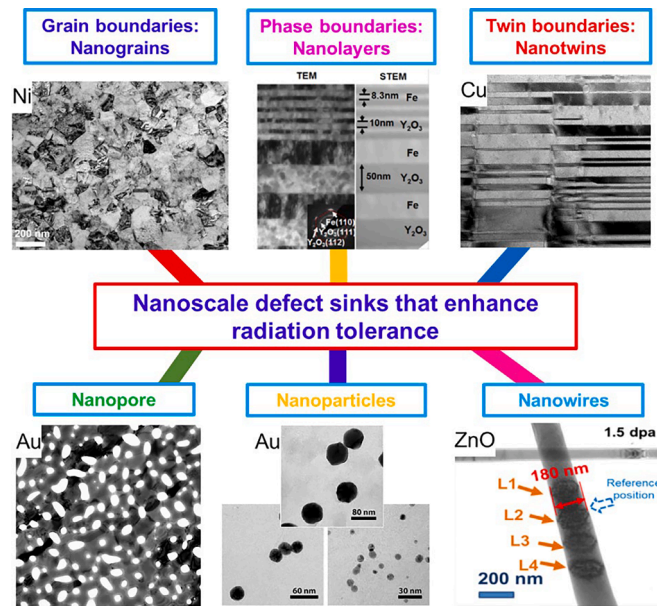 Grain boundaries:
Nanograins
Phase boundaries:
Nanolayers
Twin boundaries:
Nanotwins
Ni
200 nm
TEM
STEM
8.3nm
Fe
10nm
Y₂O₃
Fe
50nm
Y₂O₃
Fe
Y₂O₃
Fe(110)
Y₂O₃(111)
Y₂O₃(112)
Cu
Nanoscale defect sinks that enhance
radiation tolerance
Nanopore
Nanoparticles
Nanowires
Au
Au
80 nm
60 nm
30 nm
ZnO
1.5 dpa
180 nm
Reference
position
L1
L2
L3
L4
200 nm